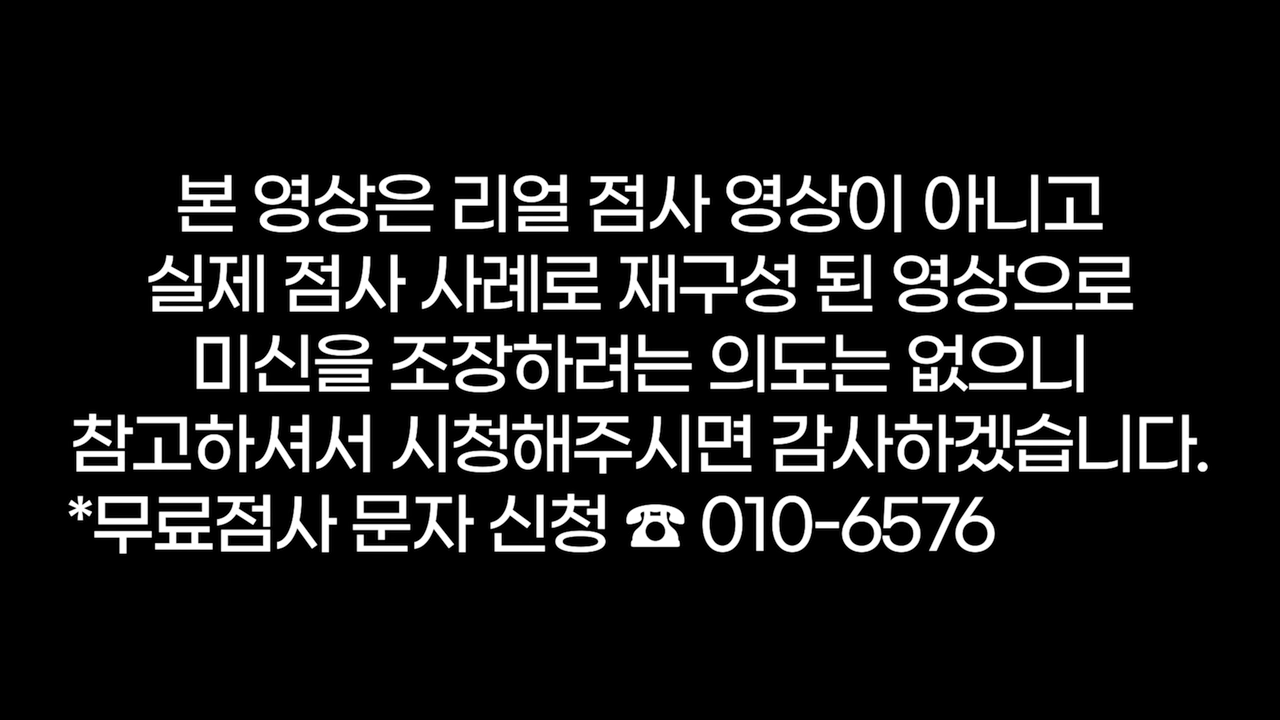 본 영상은 리얼 점사 영상이 아니고
실제 점사 사례로 재구성 된 영상으로
미신을 조장하려는 의도는 없으니
참고하셔서 시청해주시면 감사하겠습니다.
*무료점사 문자 신청 ☎ 010-6576